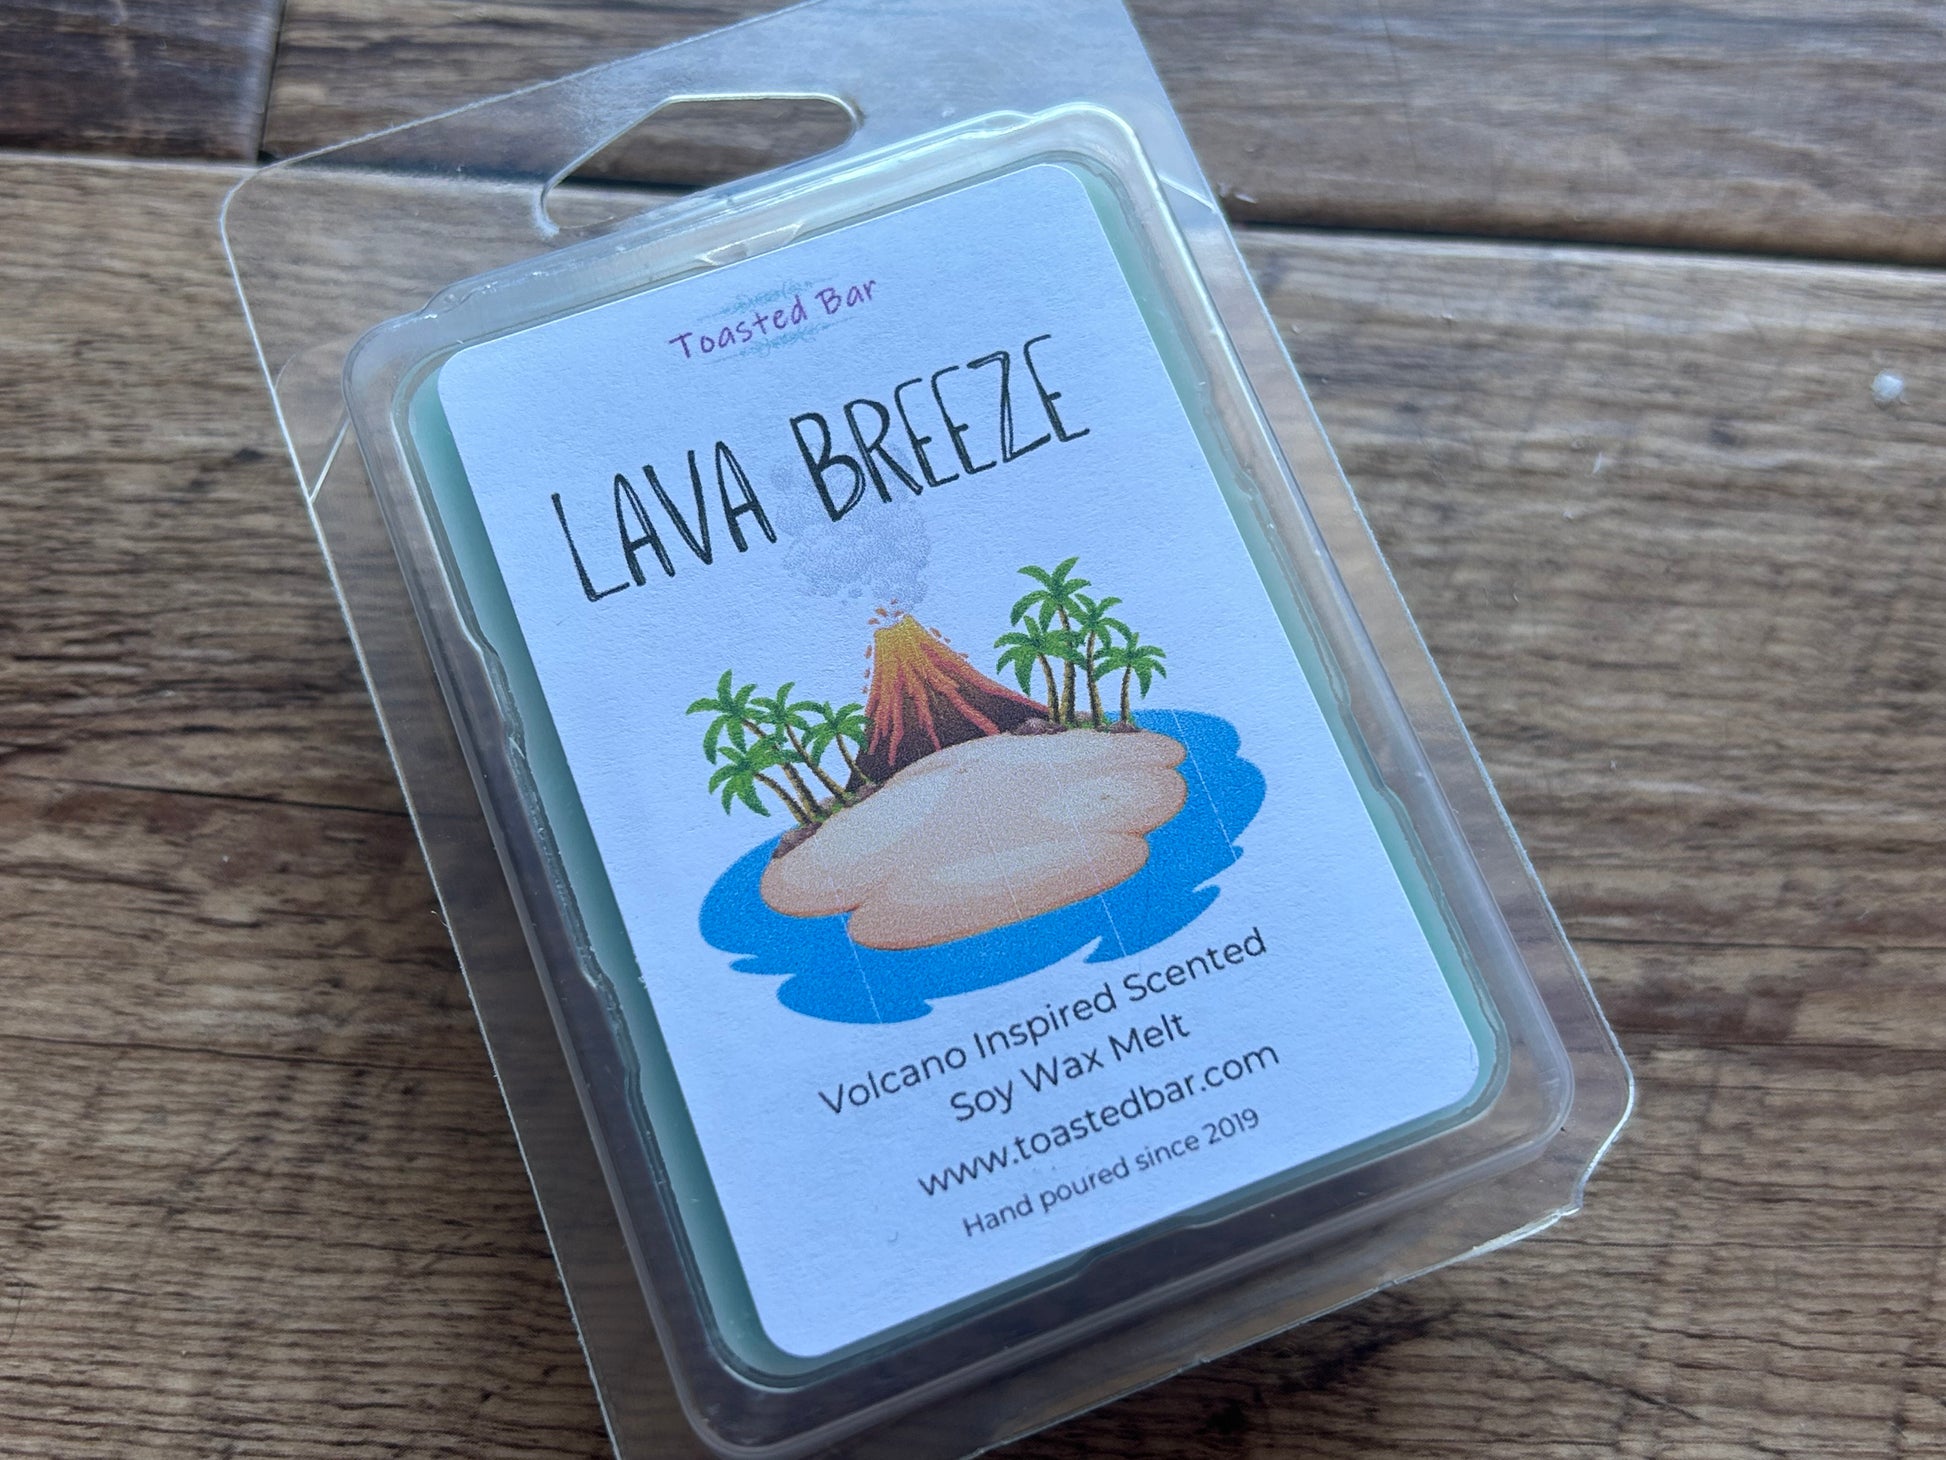 Toasted Bar
LAVA BREEZE
Volcano Inspired Scented
Soy Wax Melt
www.toastedbar.com
Hand poured since 2019